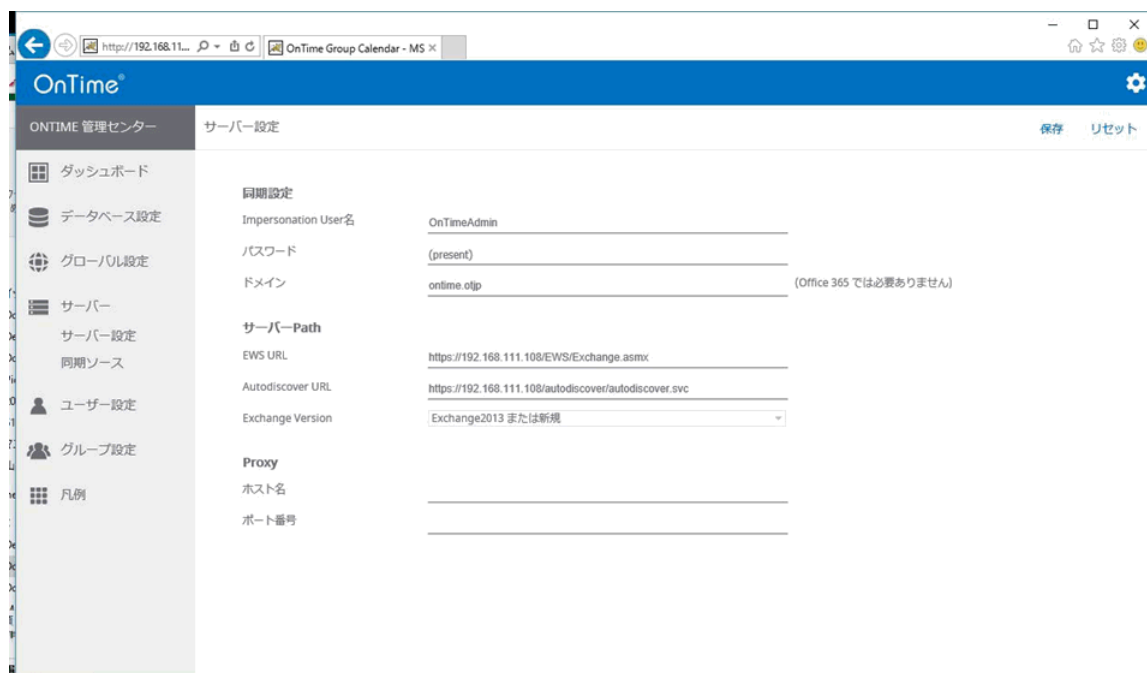 http://192.168.11...
OnTime Group Calendar - MS
OnTime®
ONTIME 管理センター
サーバー設定
保存
リセット
ダッシュボード
データベース設定
グローバル設定
サーバー
サーバー設定
同期ソース
ユーザー設定
グループ設定
凡例
同期設定
Impersonation User名
OnTimeAdmin
パスワード
(present)
ドメイン
ontime.otjp
(Office 365 では必要ありません)
サーバーPath
EWS URL
https://192.168.111.108/EWS/Exchange.asmx
Autodiscover URL
https://192.168.111.108/autodiscover/autodiscover.svc
Exchange Version
Exchange2013 または新規
Proxy
ホスト名
ポート番号